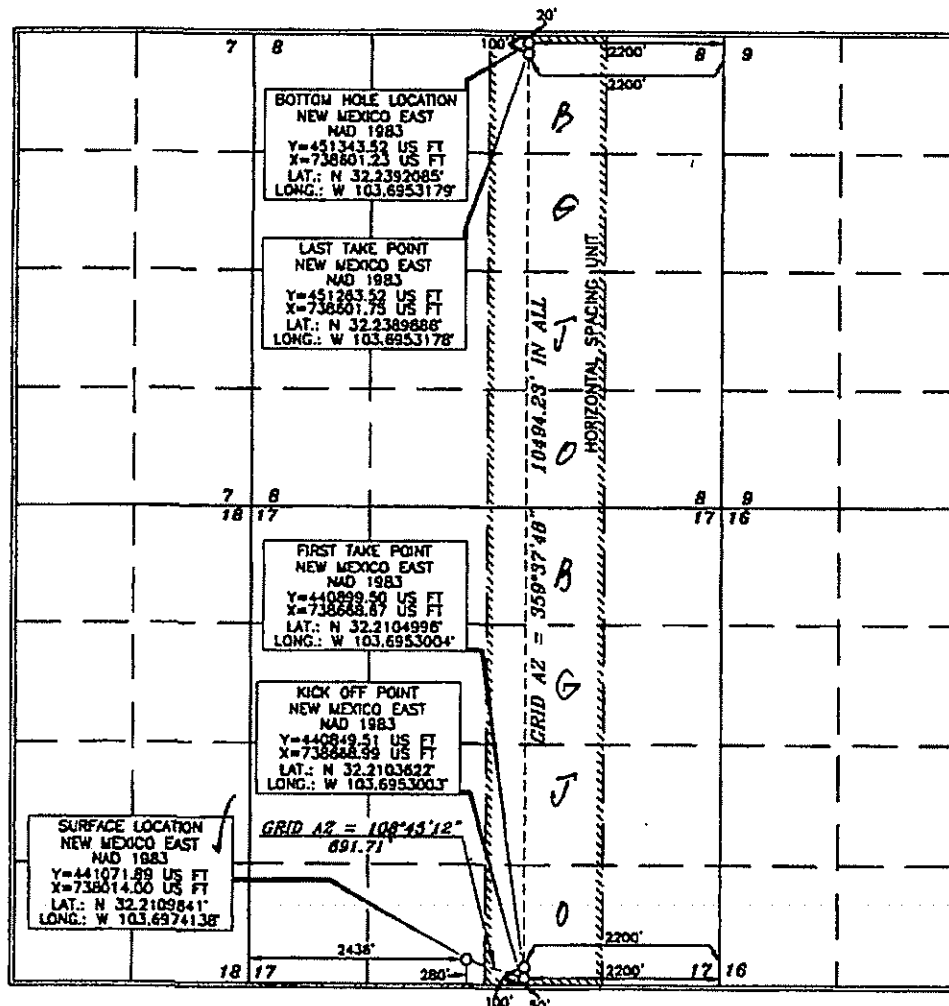 20'
7 8
100'
2200'
8 9
2200'
BOTTOM HOLE LOCATION
NEW MEXICO EAST
NAD 1983
Y=451343.52 US FT
X=738601.23 US FT
LAT.: N 32.2392085°
LONG.: W 103.6953179°
B
G
LAST TAKE POINT
NEW MEXICO EAST
NAD 1983
Y=451263.52 US FT
X=738601.75 US FT
LAT.: N 32.2389886°
LONG.: W 103.6953178°
J
O
HORIZONTAL SPACING UNIT
10494.23' IN ALL
GRID AZ = 359°37'48"
7 8
18 17
8 9
17 16
FIRST TAKE POINT
NEW MEXICO EAST
NAD 1983
Y=440899.50 US FT
X=738668.67 US FT
LAT.: N 32.2104996°
LONG.: W 103.6953004°
B
G
KICK OFF POINT
NEW MEXICO EAST
NAD 1983
Y=440849.51 US FT
X=738668.99 US FT
LAT.: N 32.2103622°
LONG.: W 103.6953003°
J
O
GRID AZ = 108°45'12"
691.71'
SURFACE LOCATION
NEW MEXICO EAST
NAD 1983
Y=441071.89 US FT
X=738014.00 US FT
LAT.: N 32.2109841°
LONG.: W 103.6974138°
2436'
280'
2200'
18 17
2200'
17 16
100'
50'